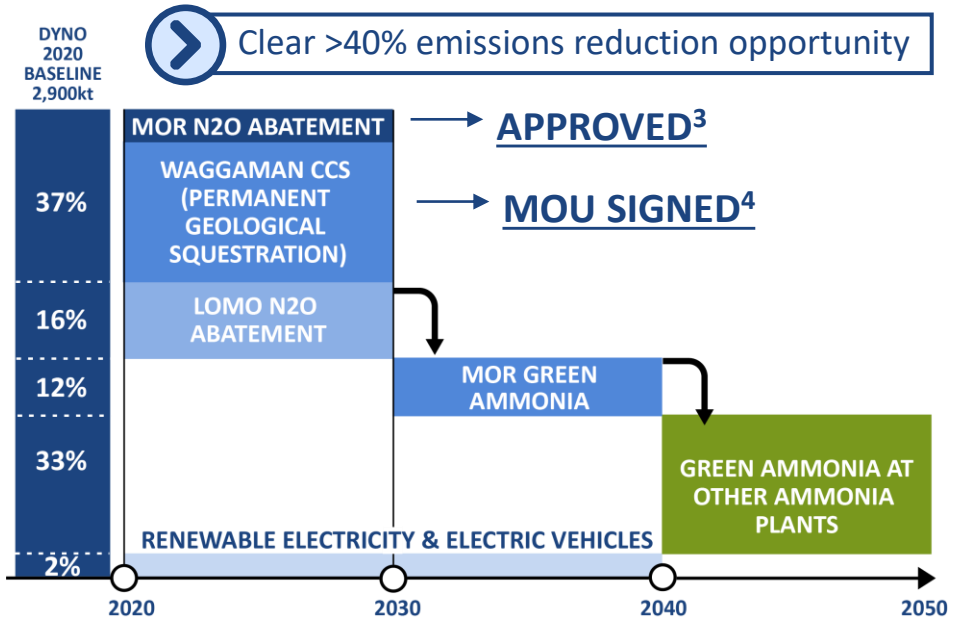 DYNO
2020
BASELINE
2,900kt
Clear >40% emissions reduction opportunity
MOR N2O ABATEMENT
APPROVED³
WAGGAMAN CCS
(PERMANENT
GEOLOGICAL
SQUESTRATION)
MOU SIGNED⁴
37%
LOMO N2O
ABATEMENT
16%
MOR GREEN
AMMONIA
12%
33%
GREEN AMMONIA AT
OTHER AMMONIA
PLANTS
RENEWABLE ELECTRICITY & ELECTRIC VEHICLES
2%
2020
2030
2040
2050